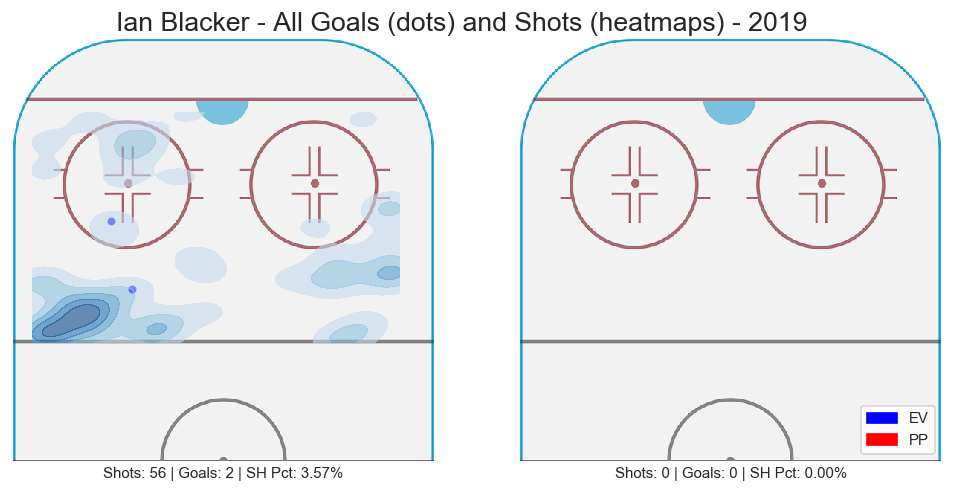 Ian Blacker - All Goals (dots) and Shots (heatmaps) - 2019
EV
PP
Shots: 56 | Goals: 2 | SH Pct: 3.57%
Shots: 0 | Goals: 0 | SH Pct: 0.00%